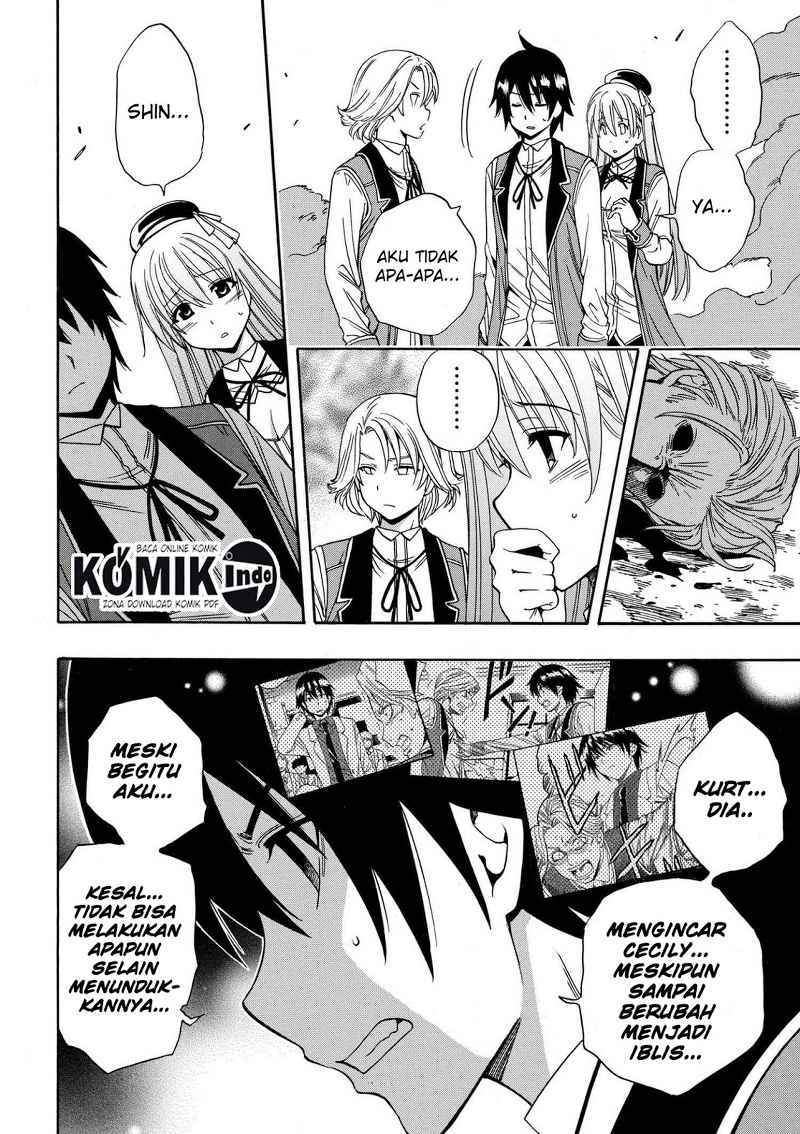 .........
YA...
AKU TIDAK
APA-APA...
SHIN...
.........
BACA ONLINE KOMIK
KOMIK Indo
ZONA DOWNLOAD KOMIK PDF
KURT...
DIA..
MENGINCAR
CECILY...
MESKIPUN
SAMPAI
BERUBAH
MENJADI
IBLIS...
MESKI
BEGITU
AKU...
KESAL...
TIDAK BISA
MELAKUKAN
APAPUN
SELAIN
MENUNDUK-
KANNYA...